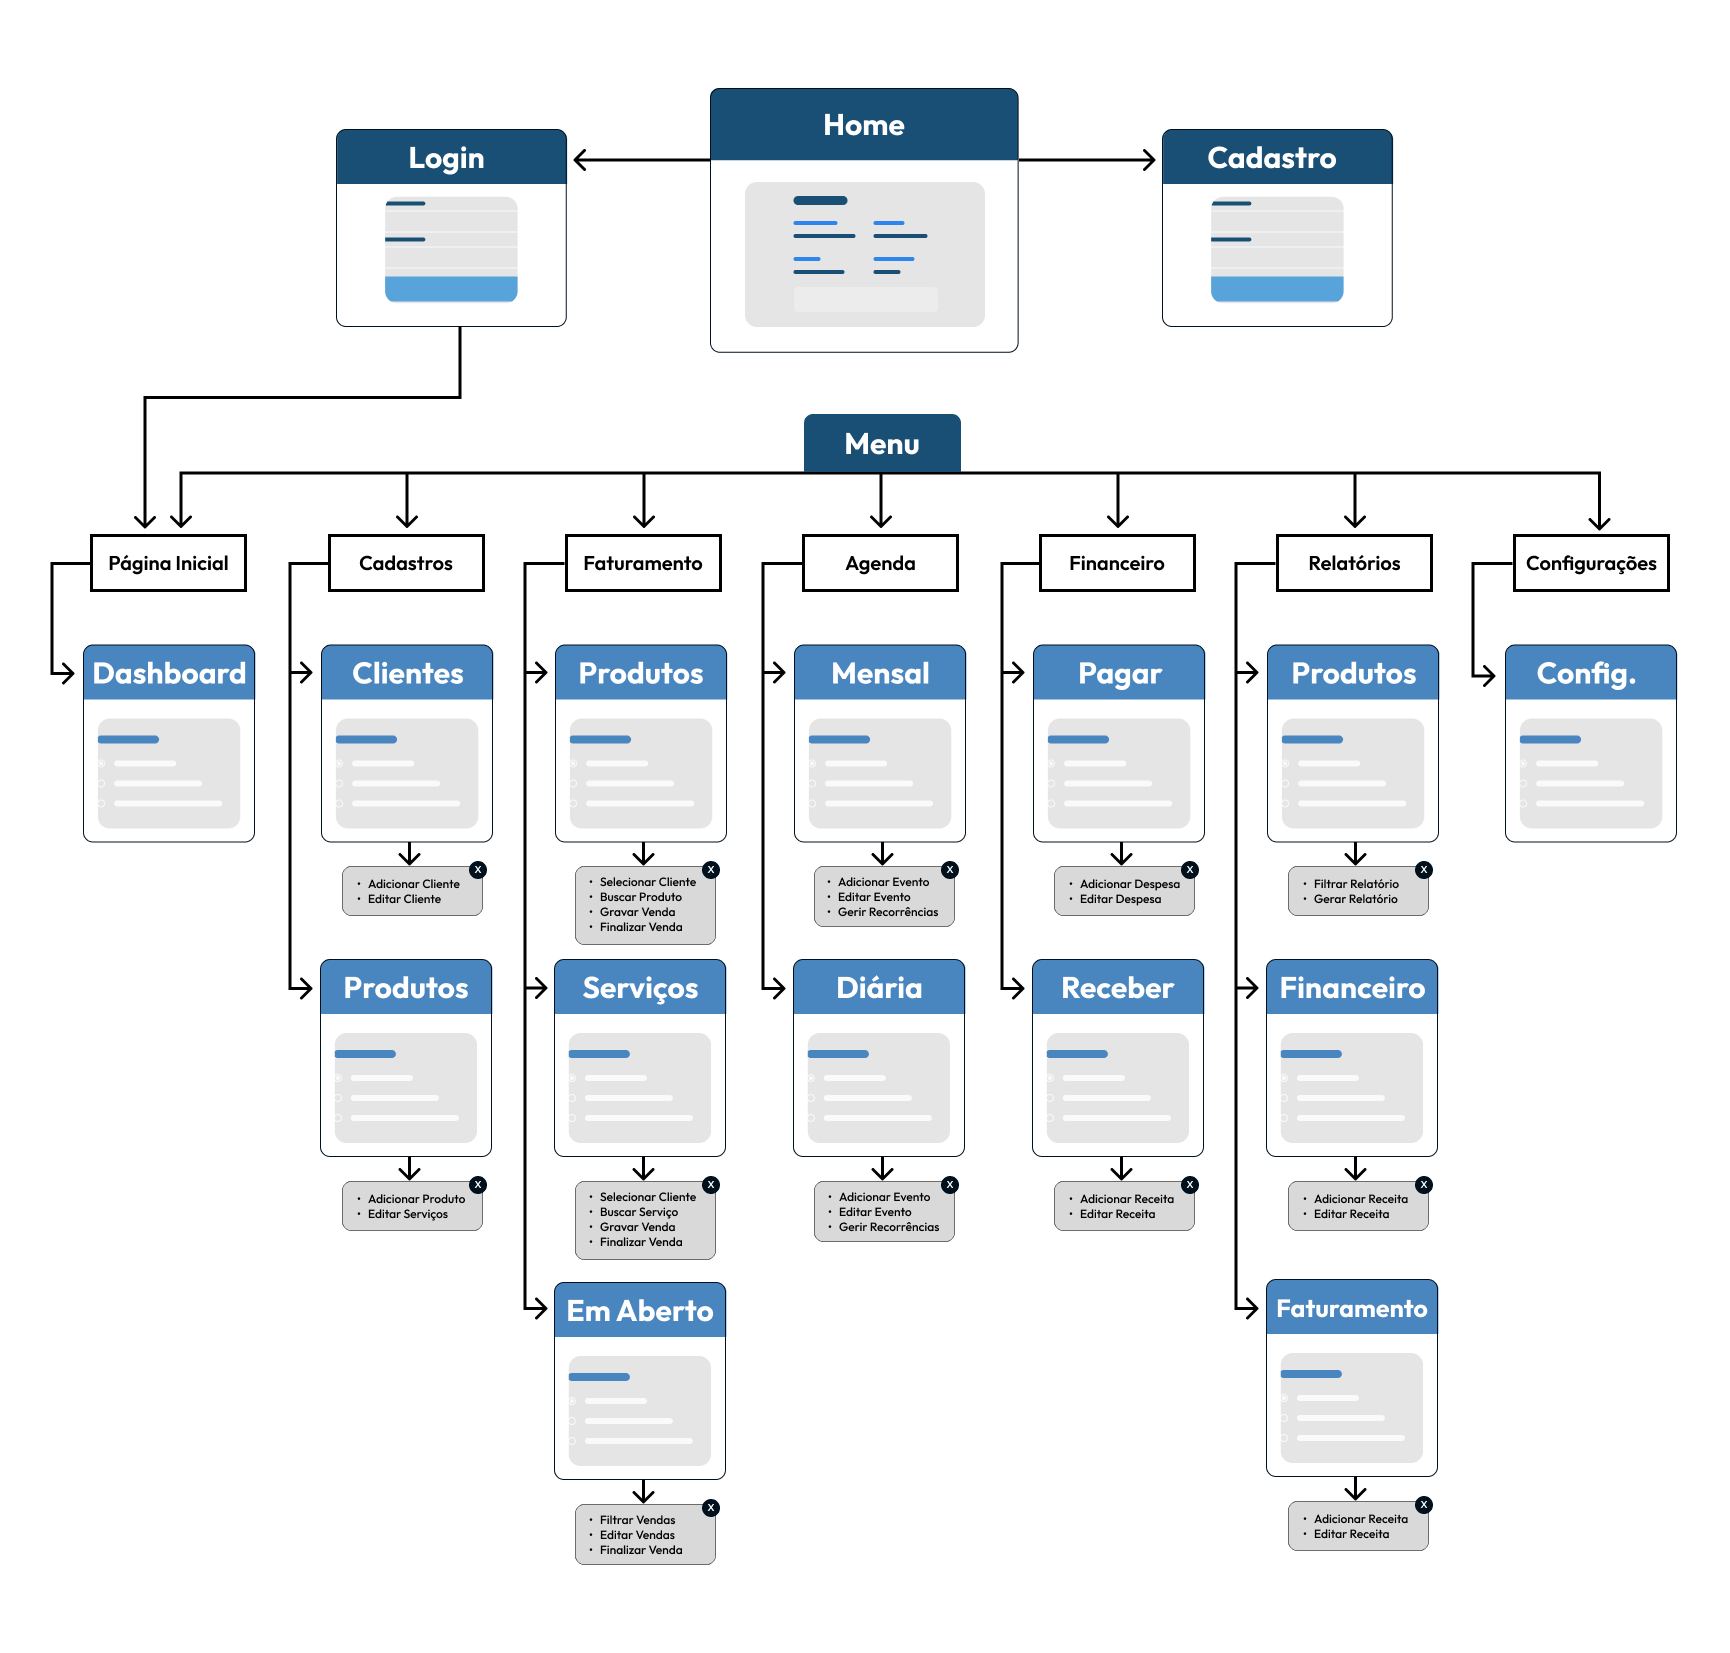 Home
Login
Cadastro
Menu
Página Inicial
Cadastros
Faturamento
Agenda
Financeiro
Relatórios
Configurações
Dashboard
Clientes
Produtos
Mensal
Pagar
Produtos
Config.
x
• Adicionar Cliente
• Editar Cliente
x
• Selecionar Cliente
• Buscar Produto
• Gravar Venda
• Finalizar Venda
x
• Adicionar Evento
• Editar Evento
• Gerir Recorrências
x
• Adicionar Despesa
• Editar Despesa
x
• Filtrar Relatório
• Gerar Relatório
Produtos
Serviços
Diária
Receber
Financeiro
x
• Adicionar Produto
• Editar Serviços
x
• Selecionar Cliente
• Buscar Serviço
• Gravar Venda
• Finalizar Venda
x
• Adicionar Evento
• Editar Evento
• Gerir Recorrências
x
• Adicionar Receita
• Editar Receita
x
• Adicionar Receita
• Editar Receita
Em Aberto
Faturamento
x
• Filtrar Vendas
• Editar Vendas
• Finalizar Venda
x
• Adicionar Receita
• Editar Receita